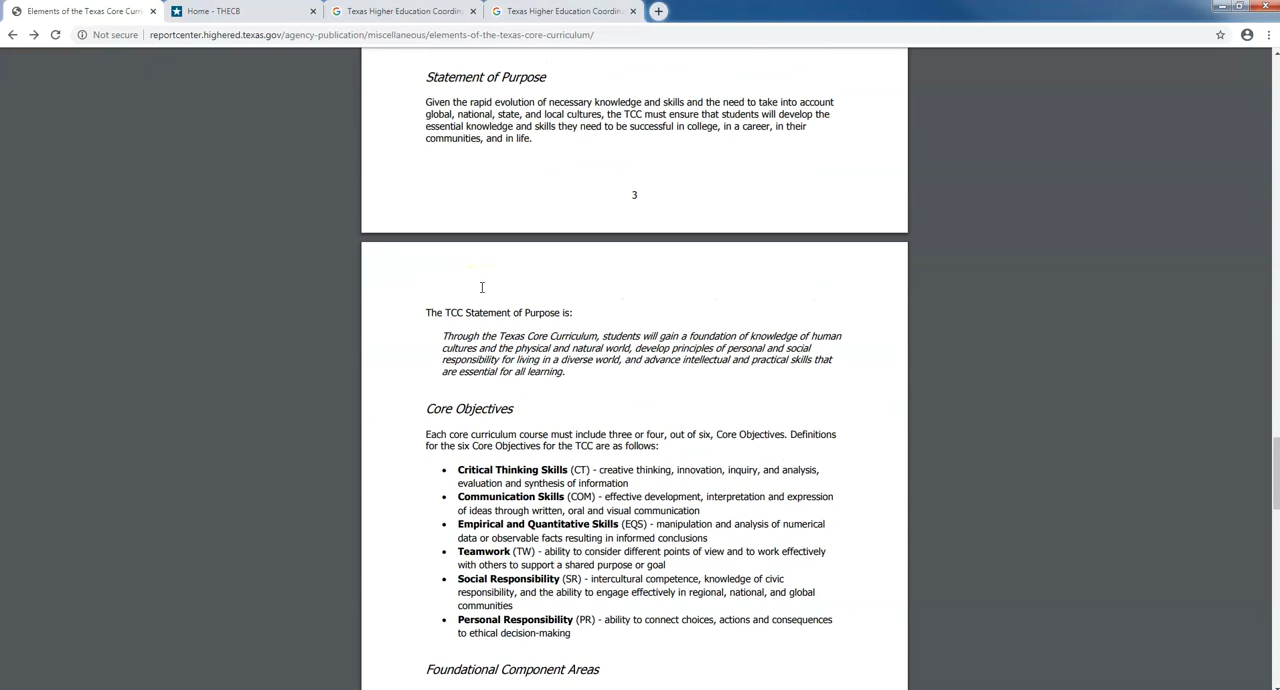 Elements of the Texas Core Curri
Home - THECB
Texas Higher Education Coordin
Texas Higher Education Coordin
Not secure
reportcenter.highered.texas.gov/agency-publication/miscellaneous/elements-of-the-texas-core-curriculum/
Statement of Purpose
Given the rapid evolution of necessary knowledge and skills and the need to take into account
global, national, state, and local cultures, the TCC must ensure that students will develop the
essential knowledge and skills they need to be successful in college, in a career, in their
communities, and in life.
3
The TCC Statement of Purpose is:
Through the Texas Core Curriculum, students will gain a foundation of knowledge of human
cultures and the physical and natural world, develop principles of personal and social
responsibility for living in a diverse world, and advance intellectual and practical skills that
are essential for all learning.
Core Objectives
Each core curriculum course must include three or four, out of six, Core Objectives. Definitions
for the six Core Objectives for the TCC are as follows:
• Critical Thinking Skills (CT) - creative thinking, innovation, inquiry, and analysis,
evaluation and synthesis of information
• Communication Skills (COM) - effective development, interpretation and expression
of ideas through written, oral and visual communication
• Empirical and Quantitative Skills (EQS) - manipulation and analysis of numerical
data or observable facts resulting in informed conclusions
• Teamwork (TW) - ability to consider different points of view and to work effectively
with others to support a shared purpose or goal
• Social Responsibility (SR) - intercultural competence, knowledge of civic
responsibility, and the ability to engage effectively in regional, national, and global
communities
• Personal Responsibility (PR) - ability to connect choices, actions and consequences
to ethical decision-making
Foundational Component Areas